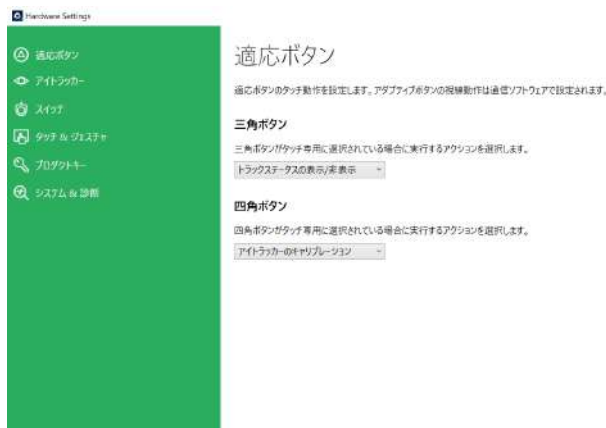 Hardware Settings
適応ボタン
アイトラッカー
スイッチ
タッチ & ジェスチャ
プロダクトキー
システム & 診断
適応ボタン
適応ボタンのタッチ動作を設定します。アダプティブボタンの視線動作は通信ソフトウェアで設定されます。
三角ボタン
三角ボタンがタッチ専用に選択されている場合に実行するアクションを選択します。
トラックステータスの表示/非表示
四角ボタン
四角ボタンがタッチ専用に選択されている場合に実行するアクションを選択します。
アイトラッカーのキャリブレーション